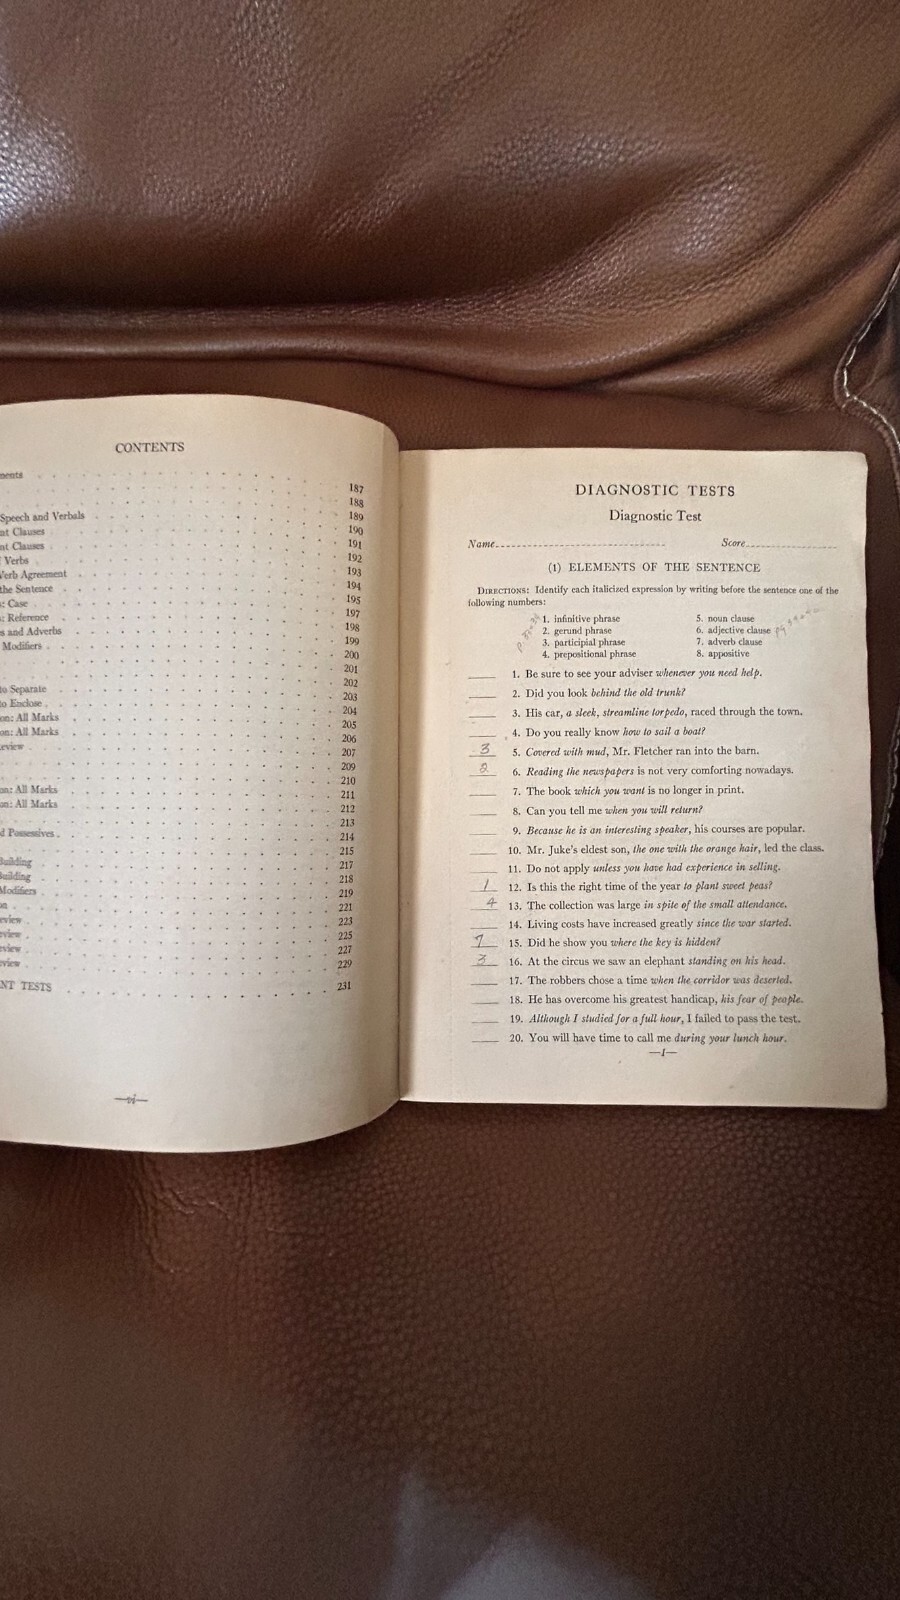 CONTENTS
187
188
Speech and Verbals 189
nt Clauses 190
nt Clauses 191
Verbs 192
Verb Agreement 193
the Sentence 194
: Case 195
: Reference 197
s and Adverbs 198
Modifiers 199
200
201
to Separate 202
to Enclose 203
on: All Marks 204
on: All Marks 205
eview 206
207
209
on: All Marks 210
on: All Marks 211
212
d Possessives 213
214
Building 215
Building 217
Modifiers 218
219
eview 221
eview 223
eview 225
eview 227
229
NT TESTS 231
—vi—
DIAGNOSTIC TESTS
Diagnostic Test
Name Score
(1) ELEMENTS OF THE SENTENCE
DIRECTIONS: Identify each italicized expression by writing before the sentence one of the
following numbers:
1. infinitive phrase 5. noun clause
2. gerund phrase 6. adjective clause
3. participial phrase 7. adverb clause
4. prepositional phrase 8. appositive
1. Be sure to see your adviser whenever you need help.
2. Did you look behind the old trunk?
3. His car, a sleek, streamline torpedo, raced through the town.
4. Do you really know how to sail a boat?
3 5. Covered with mud, Mr. Fletcher ran into the barn.
2 6. Reading the newspapers is not very comforting nowadays.
7. The book which you want is no longer in print.
8. Can you tell me when you will return?
9. Because he is an interesting speaker, his courses are popular.
10. Mr. Juke's eldest son, the one with the orange hair, led the class.
11. Do not apply unless you have had experience in selling.
1 12. Is this the right time of the year to plant sweet peas?
4 13. The collection was large in spite of the small attendance.
14. Living costs have increased greatly since the war started.
7 15. Did he show you where the key is hidden?
3 16. At the circus we saw an elephant standing on his head.
17. The robbers chose a time when the corridor was deserted.
18. He has overcome his greatest handicap, his fear of people.
19. Although I studied for a full hour, I failed to pass the test.
20. You will have time to call me during your lunch hour.
—1—